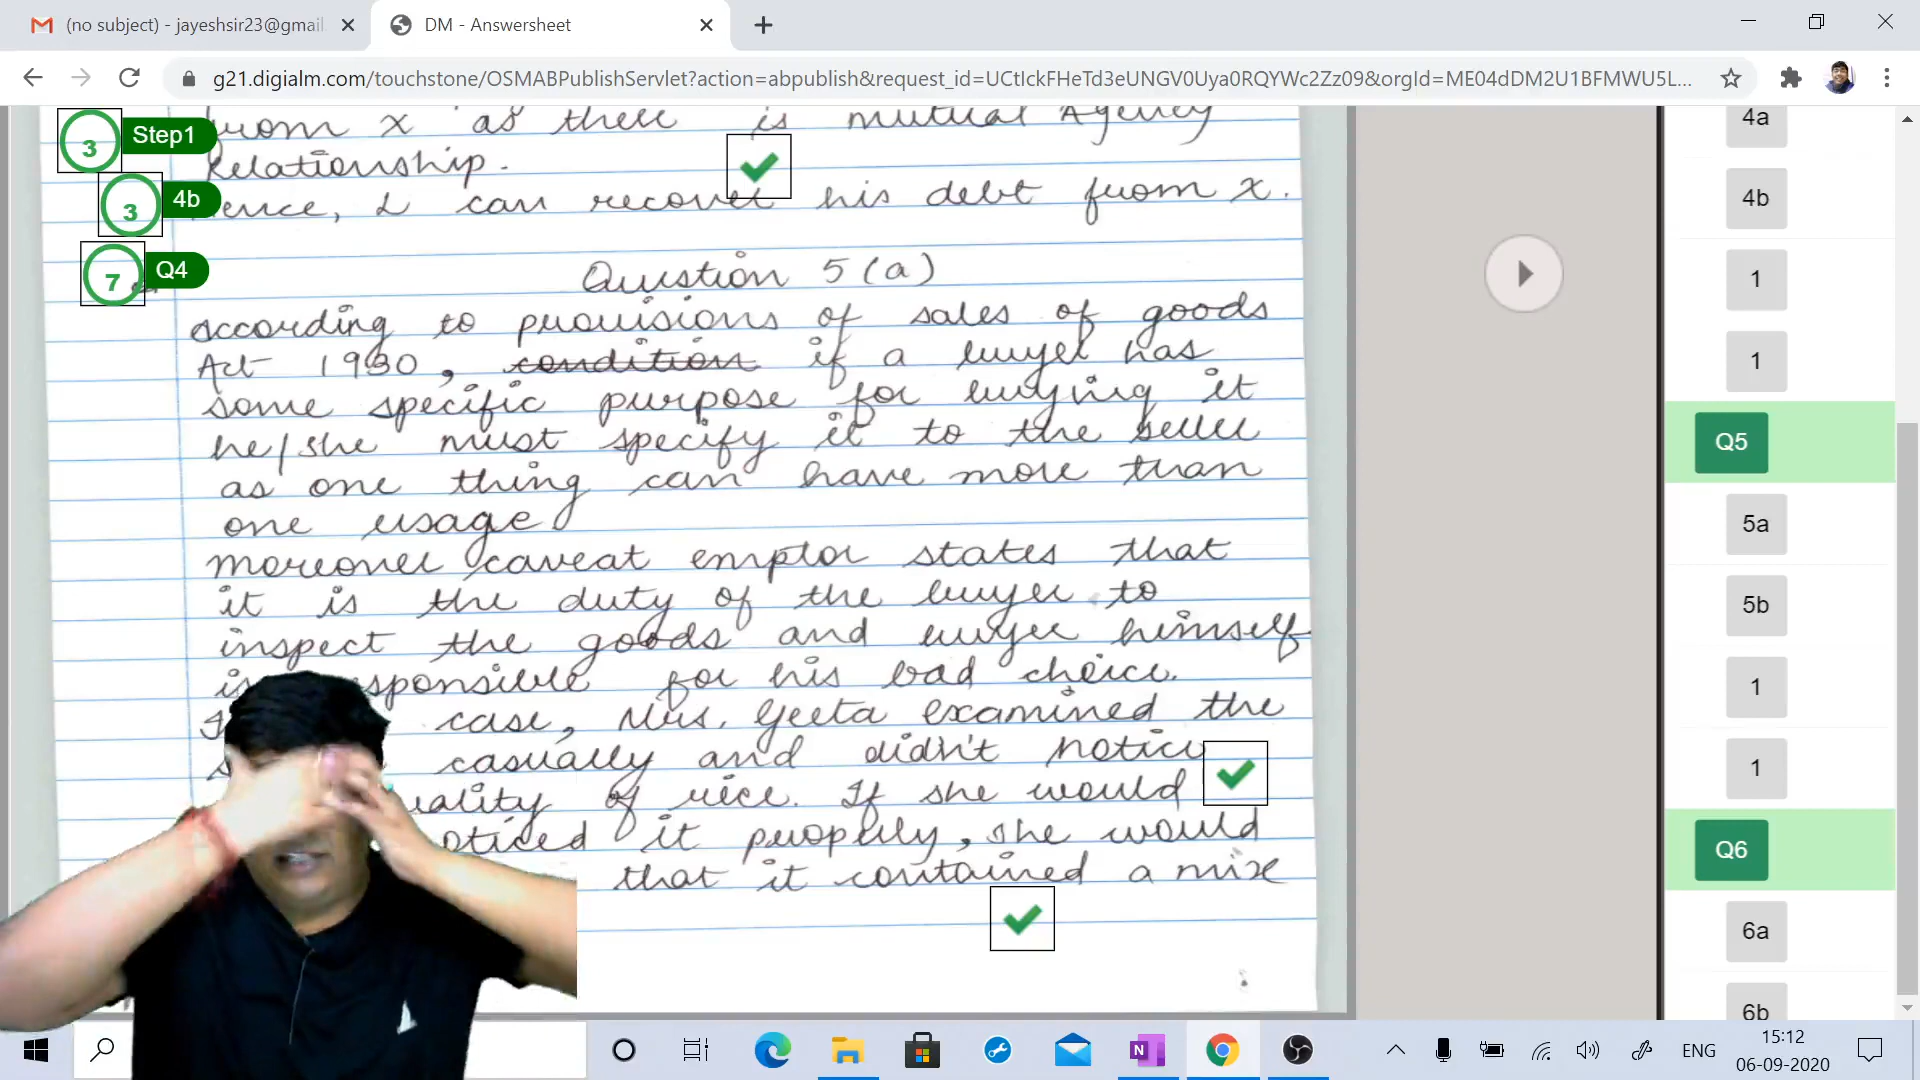 (no subject) - jayeshsir23@gmail
DM - Answersheet
g21.digialm.com/touchstone/OSMABPublishServlet?action=abpublish&request_id=UCtIckFHeTd3eUNGV0Uya0RQYWc2Zz09&orgId=ME04dDM2U1BFMWU5L...
3 Step1
3 4b
7 Q4
from x as there is mutual Agency
Relationship.
Hence, L can recover his debt from x.
Question 5 (a)
according to provisions of sales of goods
Act 1930, condition if a buyer has
some specific purpose for buying it
he/she must specify it to the seller
as one thing can have more than
one usage
moreover caveat emptor states that
it is the duty of the buyer to
inspect the goods and buyer himself
is responsible for his bad choice.
case, Mrs. Geeta examined the
casually and didn't notice
quality of rice. If she would
noticed it properly, she would
that it contained a mix
4a
4b
1
1
Q5
5a
5b
1
1
Q6
6a
6b
ENG
15:12
06-09-2020